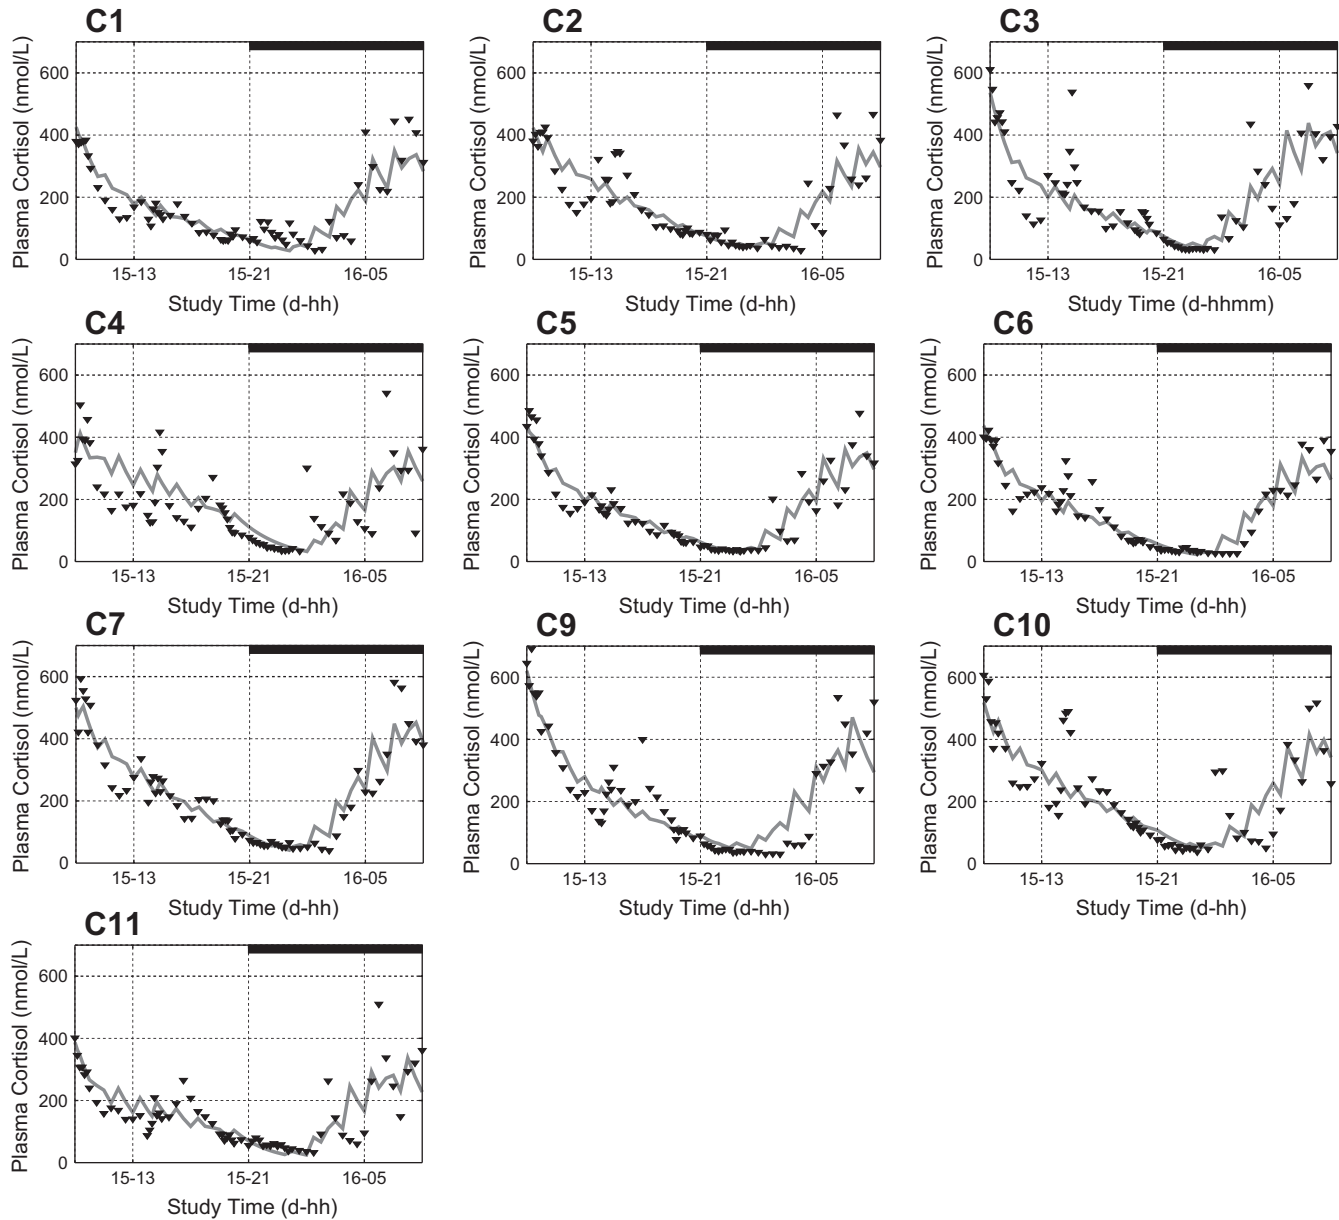 C1
C2
C3
Plasma Cortisol (nmol/L)
600
400
200
0
15-13
15-21
16-05
Study Time (d-hh)
Plasma Cortisol (nmol/L)
600
400
200
0
15-13
15-21
16-05
Study Time (d-hh)
Plasma Cortisol (nmol/L)
600
400
200
0
15-13
15-21
16-05
Study Time (d-hhmm)
C4
C5
C6
Plasma Cortisol (nmol/L)
600
400
200
0
15-13
15-21
16-05
Study Time (d-hh)
Plasma Cortisol (nmol/L)
600
400
200
0
15-13
15-21
16-05
Study Time (d-hh)
Plasma Cortisol (nmol/L)
600
400
200
0
15-13
15-21
16-05
Study Time (d-hh)
C7
C9
C10
Plasma Cortisol (nmol/L)
600
400
200
0
15-13
15-21
16-05
Study Time (d-hh)
Plasma Cortisol (nmol/L)
600
400
200
0
15-13
15-21
16-05
Study Time (d-hh)
Plasma Cortisol (nmol/L)
600
400
200
0
15-13
15-21
16-05
Study Time (d-hh)
C11
Plasma Cortisol (nmol/L)
600
400
200
0
15-13
15-21
16-05
Study Time (d-hh)